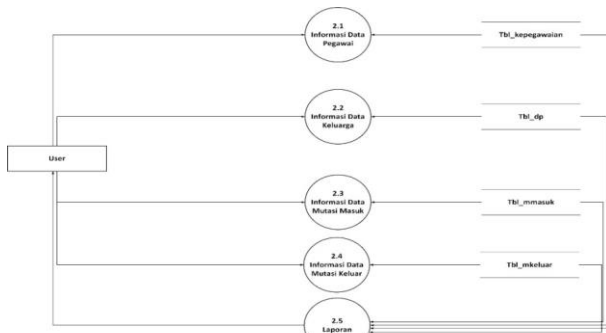 2.1
Informasi Data
Pegawai
Tbl_kepegawaian
2.2
Informasi Data
Keluarga
Tbl_dp
User
2.3
Informasi Data
Mutasi Masuk
Tbl_mmasuk
2.4
Informasi Data
Mutasi Keluar
Tbl_mkeluar
2.5
Laporan